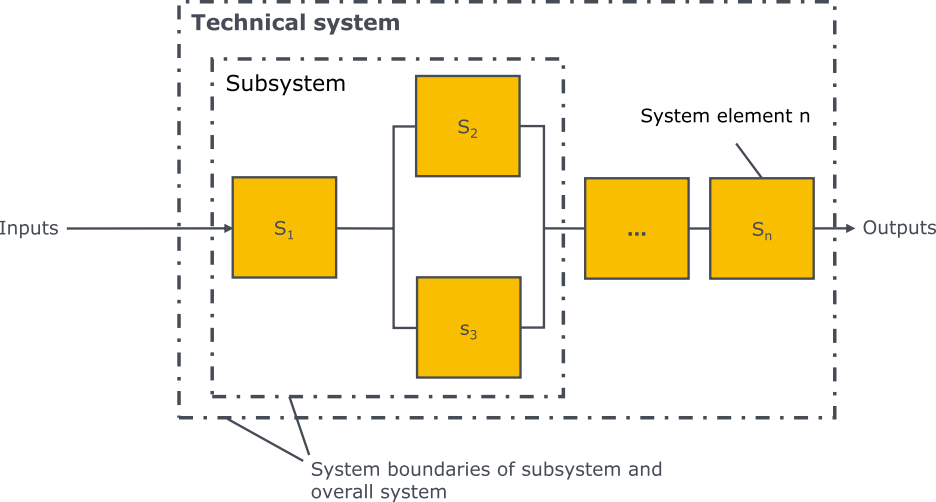 Technical system
Subsystem
S2
System element n
Inputs
S1
...
Sn
Outputs
s3
System boundaries of subsystem and
overall system